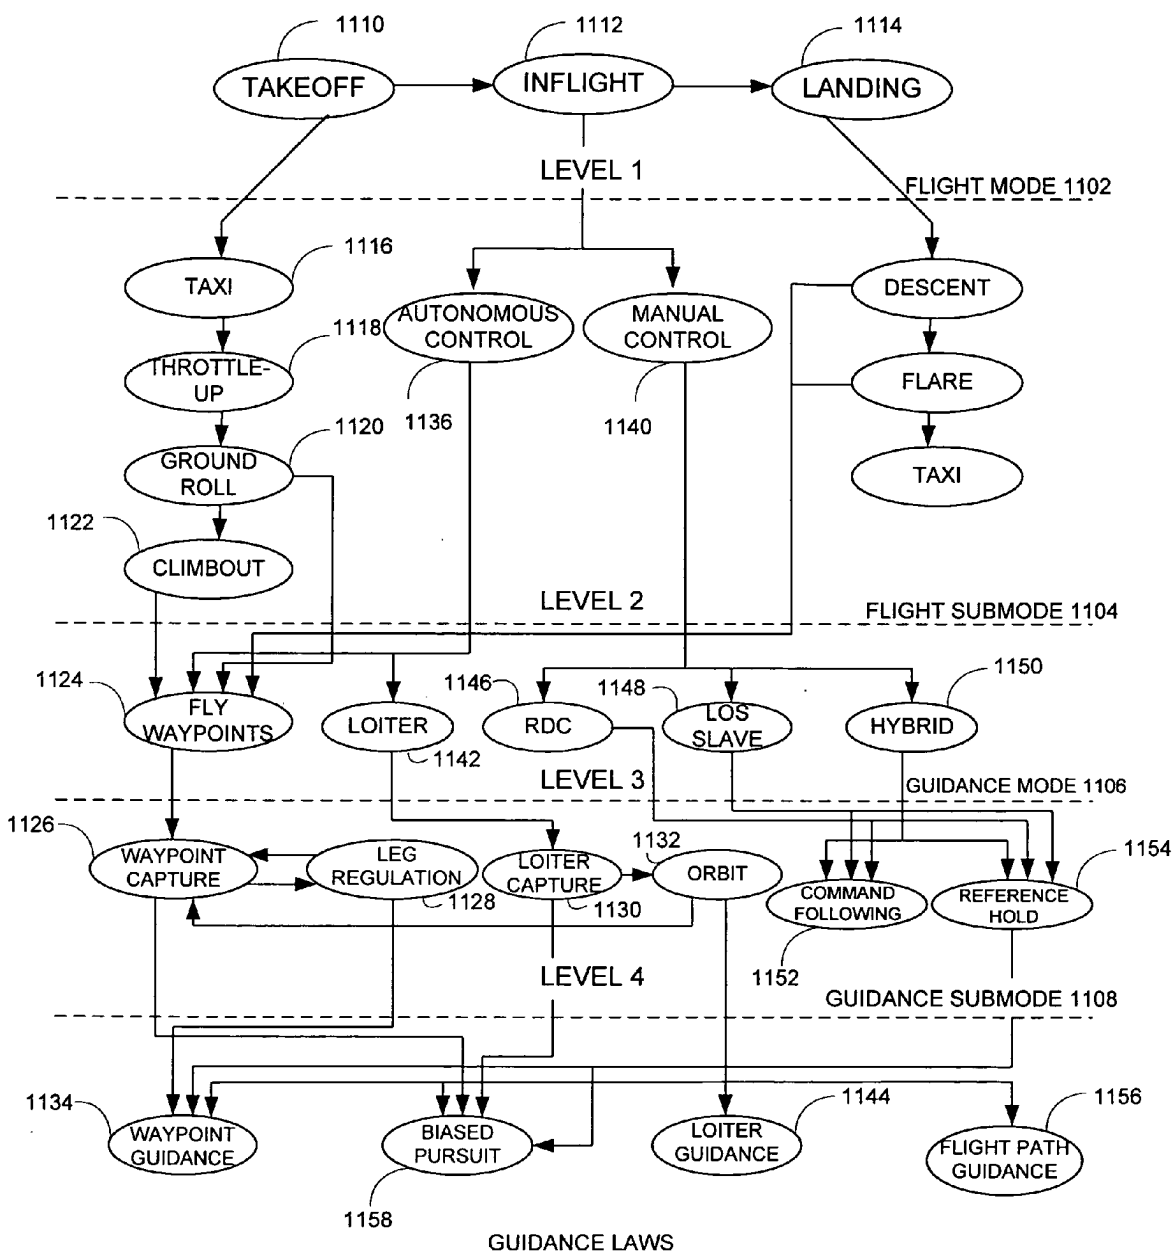 1110
1112
1114
TAKEOFF
INFLIGHT
LANDING
LEVEL 1
FLIGHT MODE 1102
1116
TAXI
AUTONOMOUS
CONTROL
MANUAL
CONTROL
DESCENT
1118
THROTTLE-
UP
FLARE
1136
1140
1120
GROUND
ROLL
TAXI
1122
CLIMBOUT
LEVEL 2
FLIGHT SUBMODE 1104
1124
FLY
WAYPOINTS
LOITER
1142
1146
RDC
1148
LOS
SLAVE
1150
HYBRID
LEVEL 3
GUIDANCE MODE 1106
1126
WAYPOINT
CAPTURE
LEG
REGULATION
1128
LOITER
CAPTURE
1130
1132
ORBIT
COMMAND
FOLLOWING
1152
1154
REFERENCE
HOLD
LEVEL 4
GUIDANCE SUBMODE 1108
1134
WAYPOINT
GUIDANCE
BIASED
PURSUIT
1158
1144
LOITER
GUIDANCE
1156
FLIGHT PATH
GUIDANCE
GUIDANCE LAWS